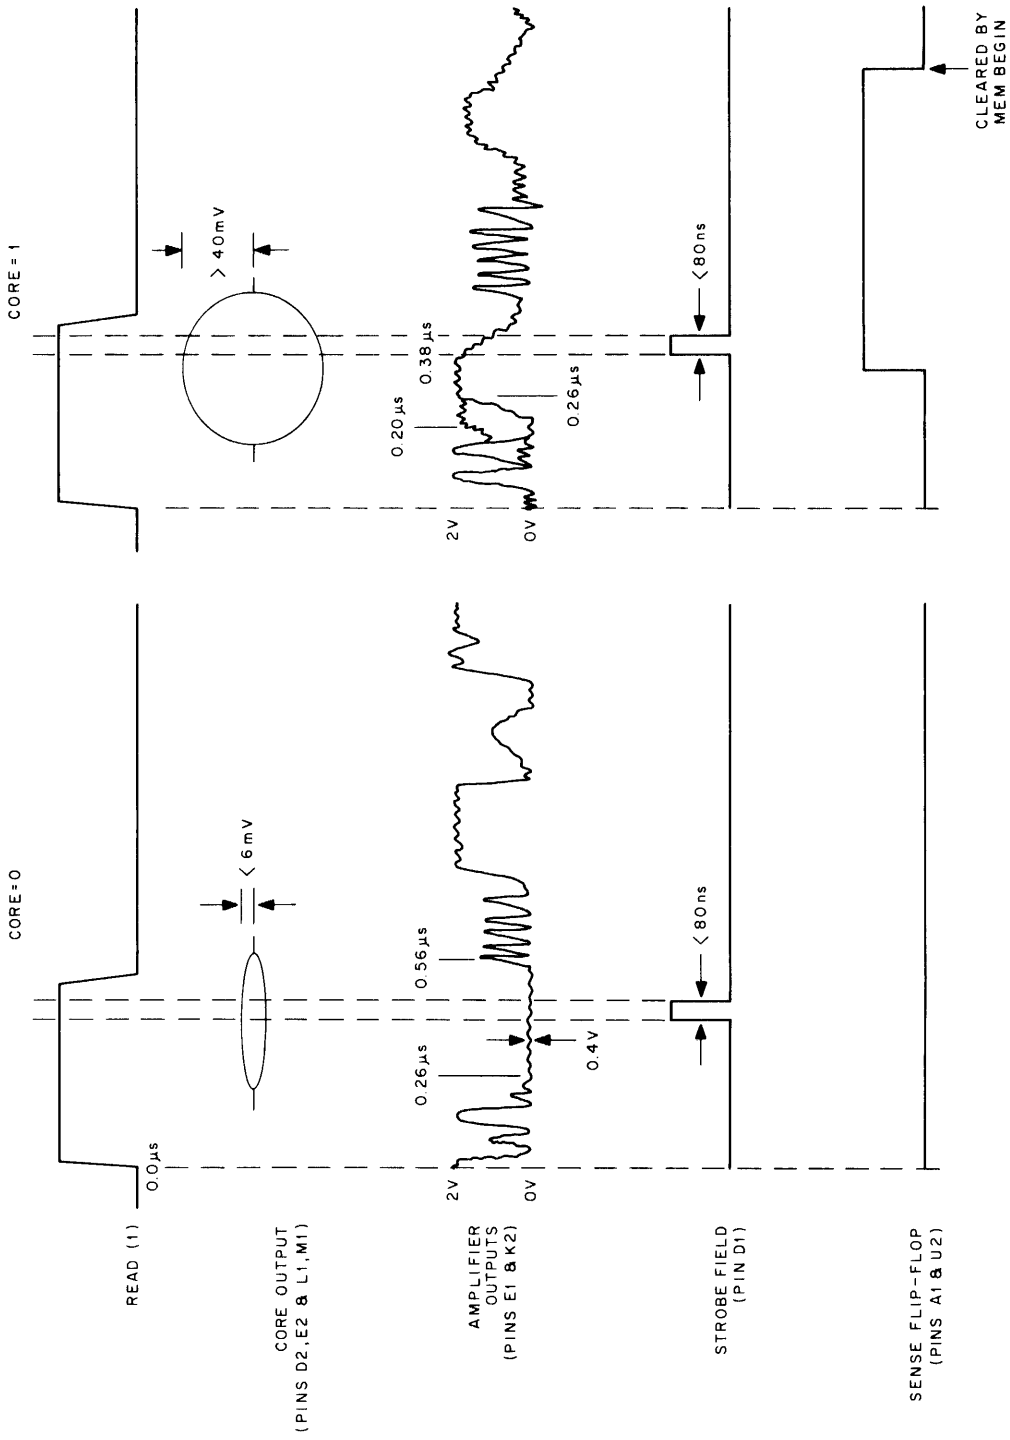 CORE=0
CORE=1
READ (1)
0.0µs
CORE OUTPUT
(PINS D2,E2 & L1,M1)
< 6mV
> 40mV
AMPLIFIER
OUTPUTS
(PINS E1 & K2)
2V
0V
0.26µs
0.4V
0.56µs
2V
0V
0.20µs
0.26µs
0.38µs
STROBE FIELD
(PIN D1)
<80ns
<80ns
SENSE FLIP-FLOP
(PINS A1 & U2)
CLEARED BY
MEM BEGIN